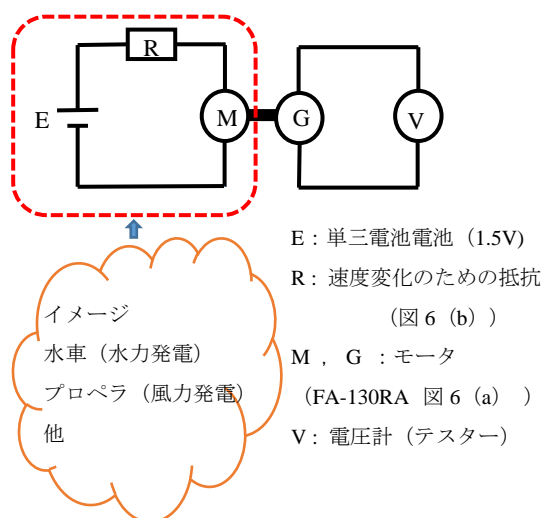 R
E
M
G
V
E：単三電池電池（1.5V)
R：速度変化のための抵抗
（図 6（b））
M ， G ：モータ
（FA-130RA 図 6（a） ）
V：電圧計（テスター）
イメージ
水車（水力発電）
プロペラ（風力発電）
他